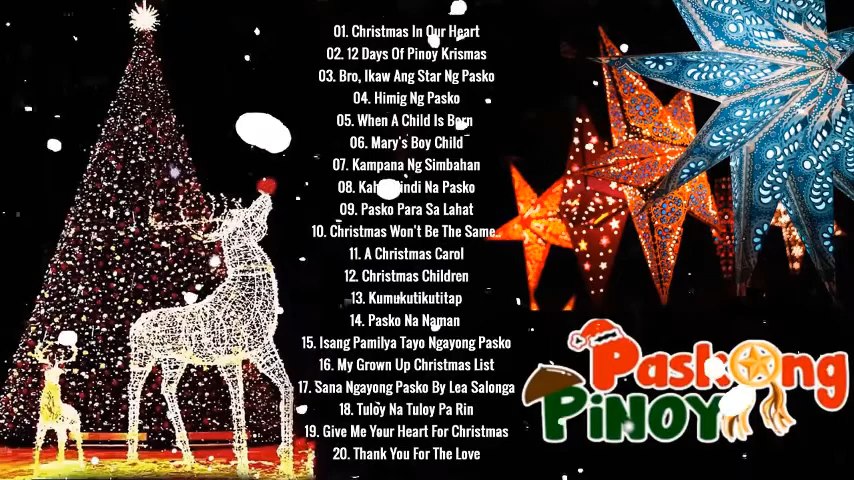 01. Christmas In Our Heart
02. 12 Days Of Pinoy Krismas
03. Bro, Ikaw Ang Star Ng Pasko
04. Himig Ng Pasko
05. When A Child Is Born
06. Mary's Boy Child
07. Kampana Ng Simbahan
08. Kahit Hindi Na Pasko
09. Pasko Para Sa Lahat
10. Christmas Won't Be The Same..
11. A Christmas Carol
12. Christmas Children
13. Kumukutikutitap
14. Pasko Na Naman
15. Isang Pamilya Tayo Ngayong Pasko
16. My Grown Up Christmas List
17. Sana Ngayong Pasko By Lea Salonga
18. Tuloy Na Tuloy Pa Rin
19. Give Me Your Heart For Christmas
20. Thank You For The Love
Paskong
PiNOY